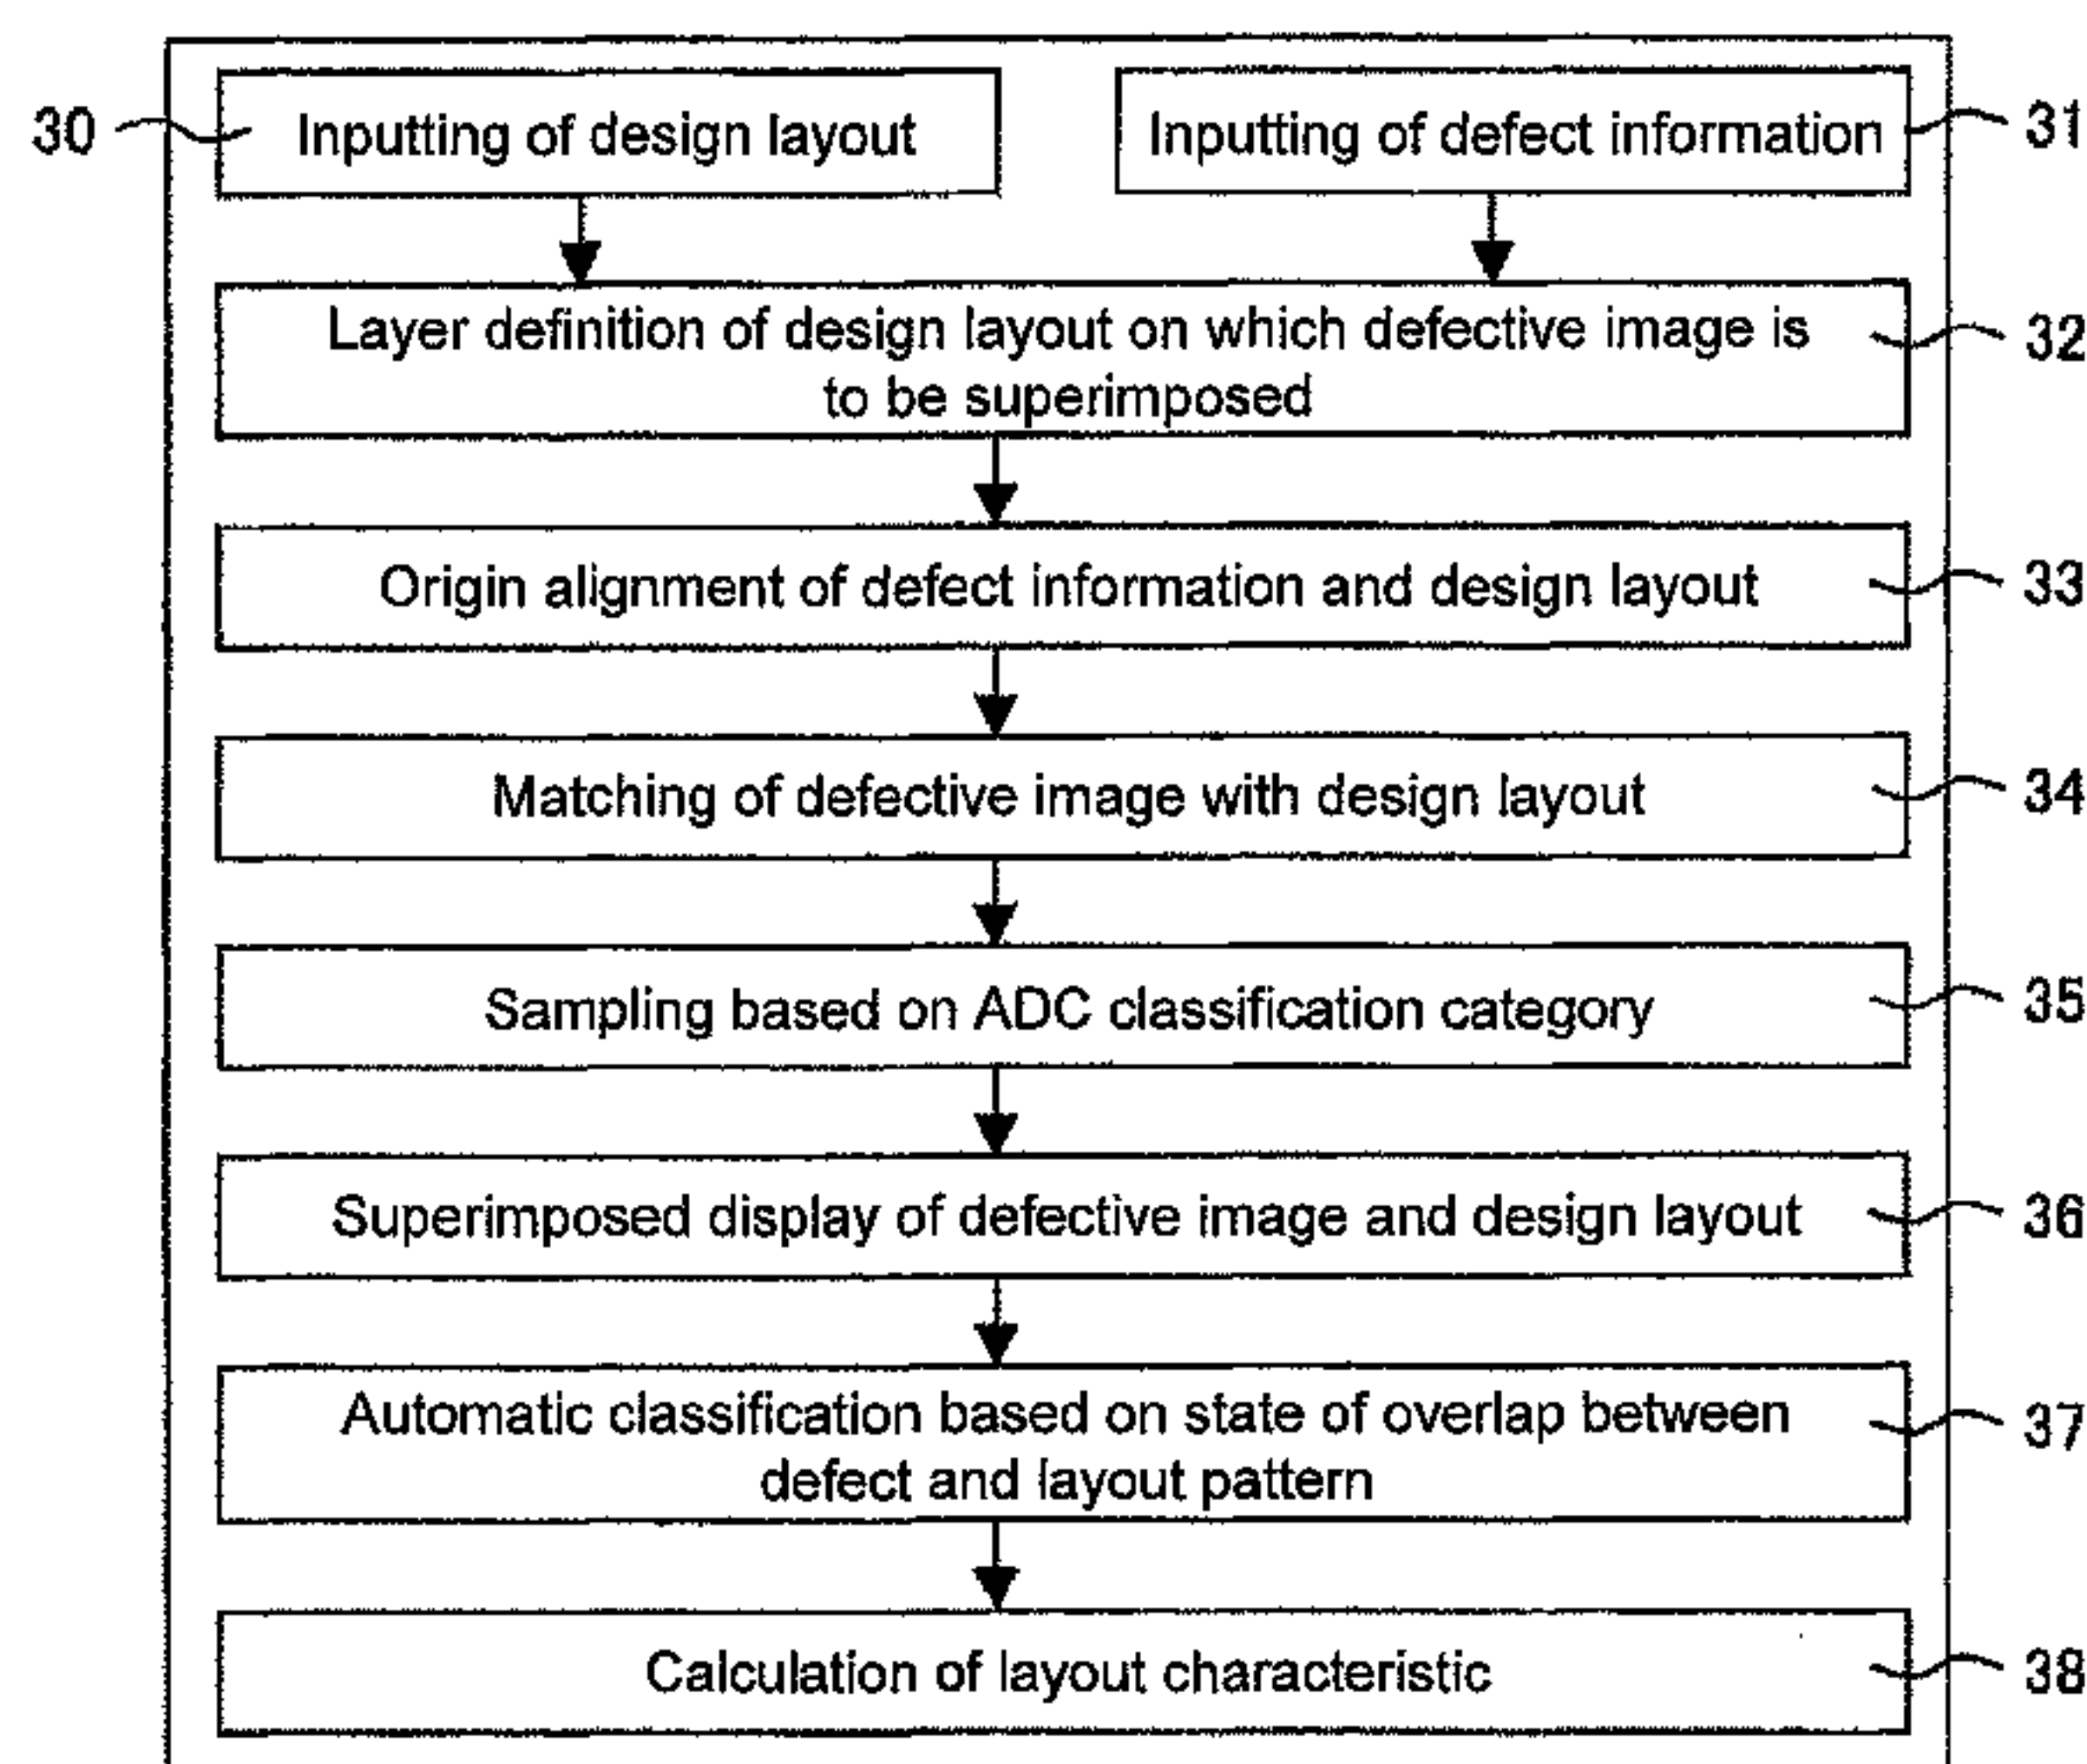 30
Inputting of design layout
Inputting of defect information
31
Layer definition of design layout on which defective image is
to be superimposed
32
Origin alignment of defect information and design layout
33
Matching of defective image with design layout
34
Sampling based on ADC classification category
35
Superimposed display of defective image and design layout
36
Automatic classification based on state of overlap between
defect and layout pattern
37
Calculation of layout characteristic
38